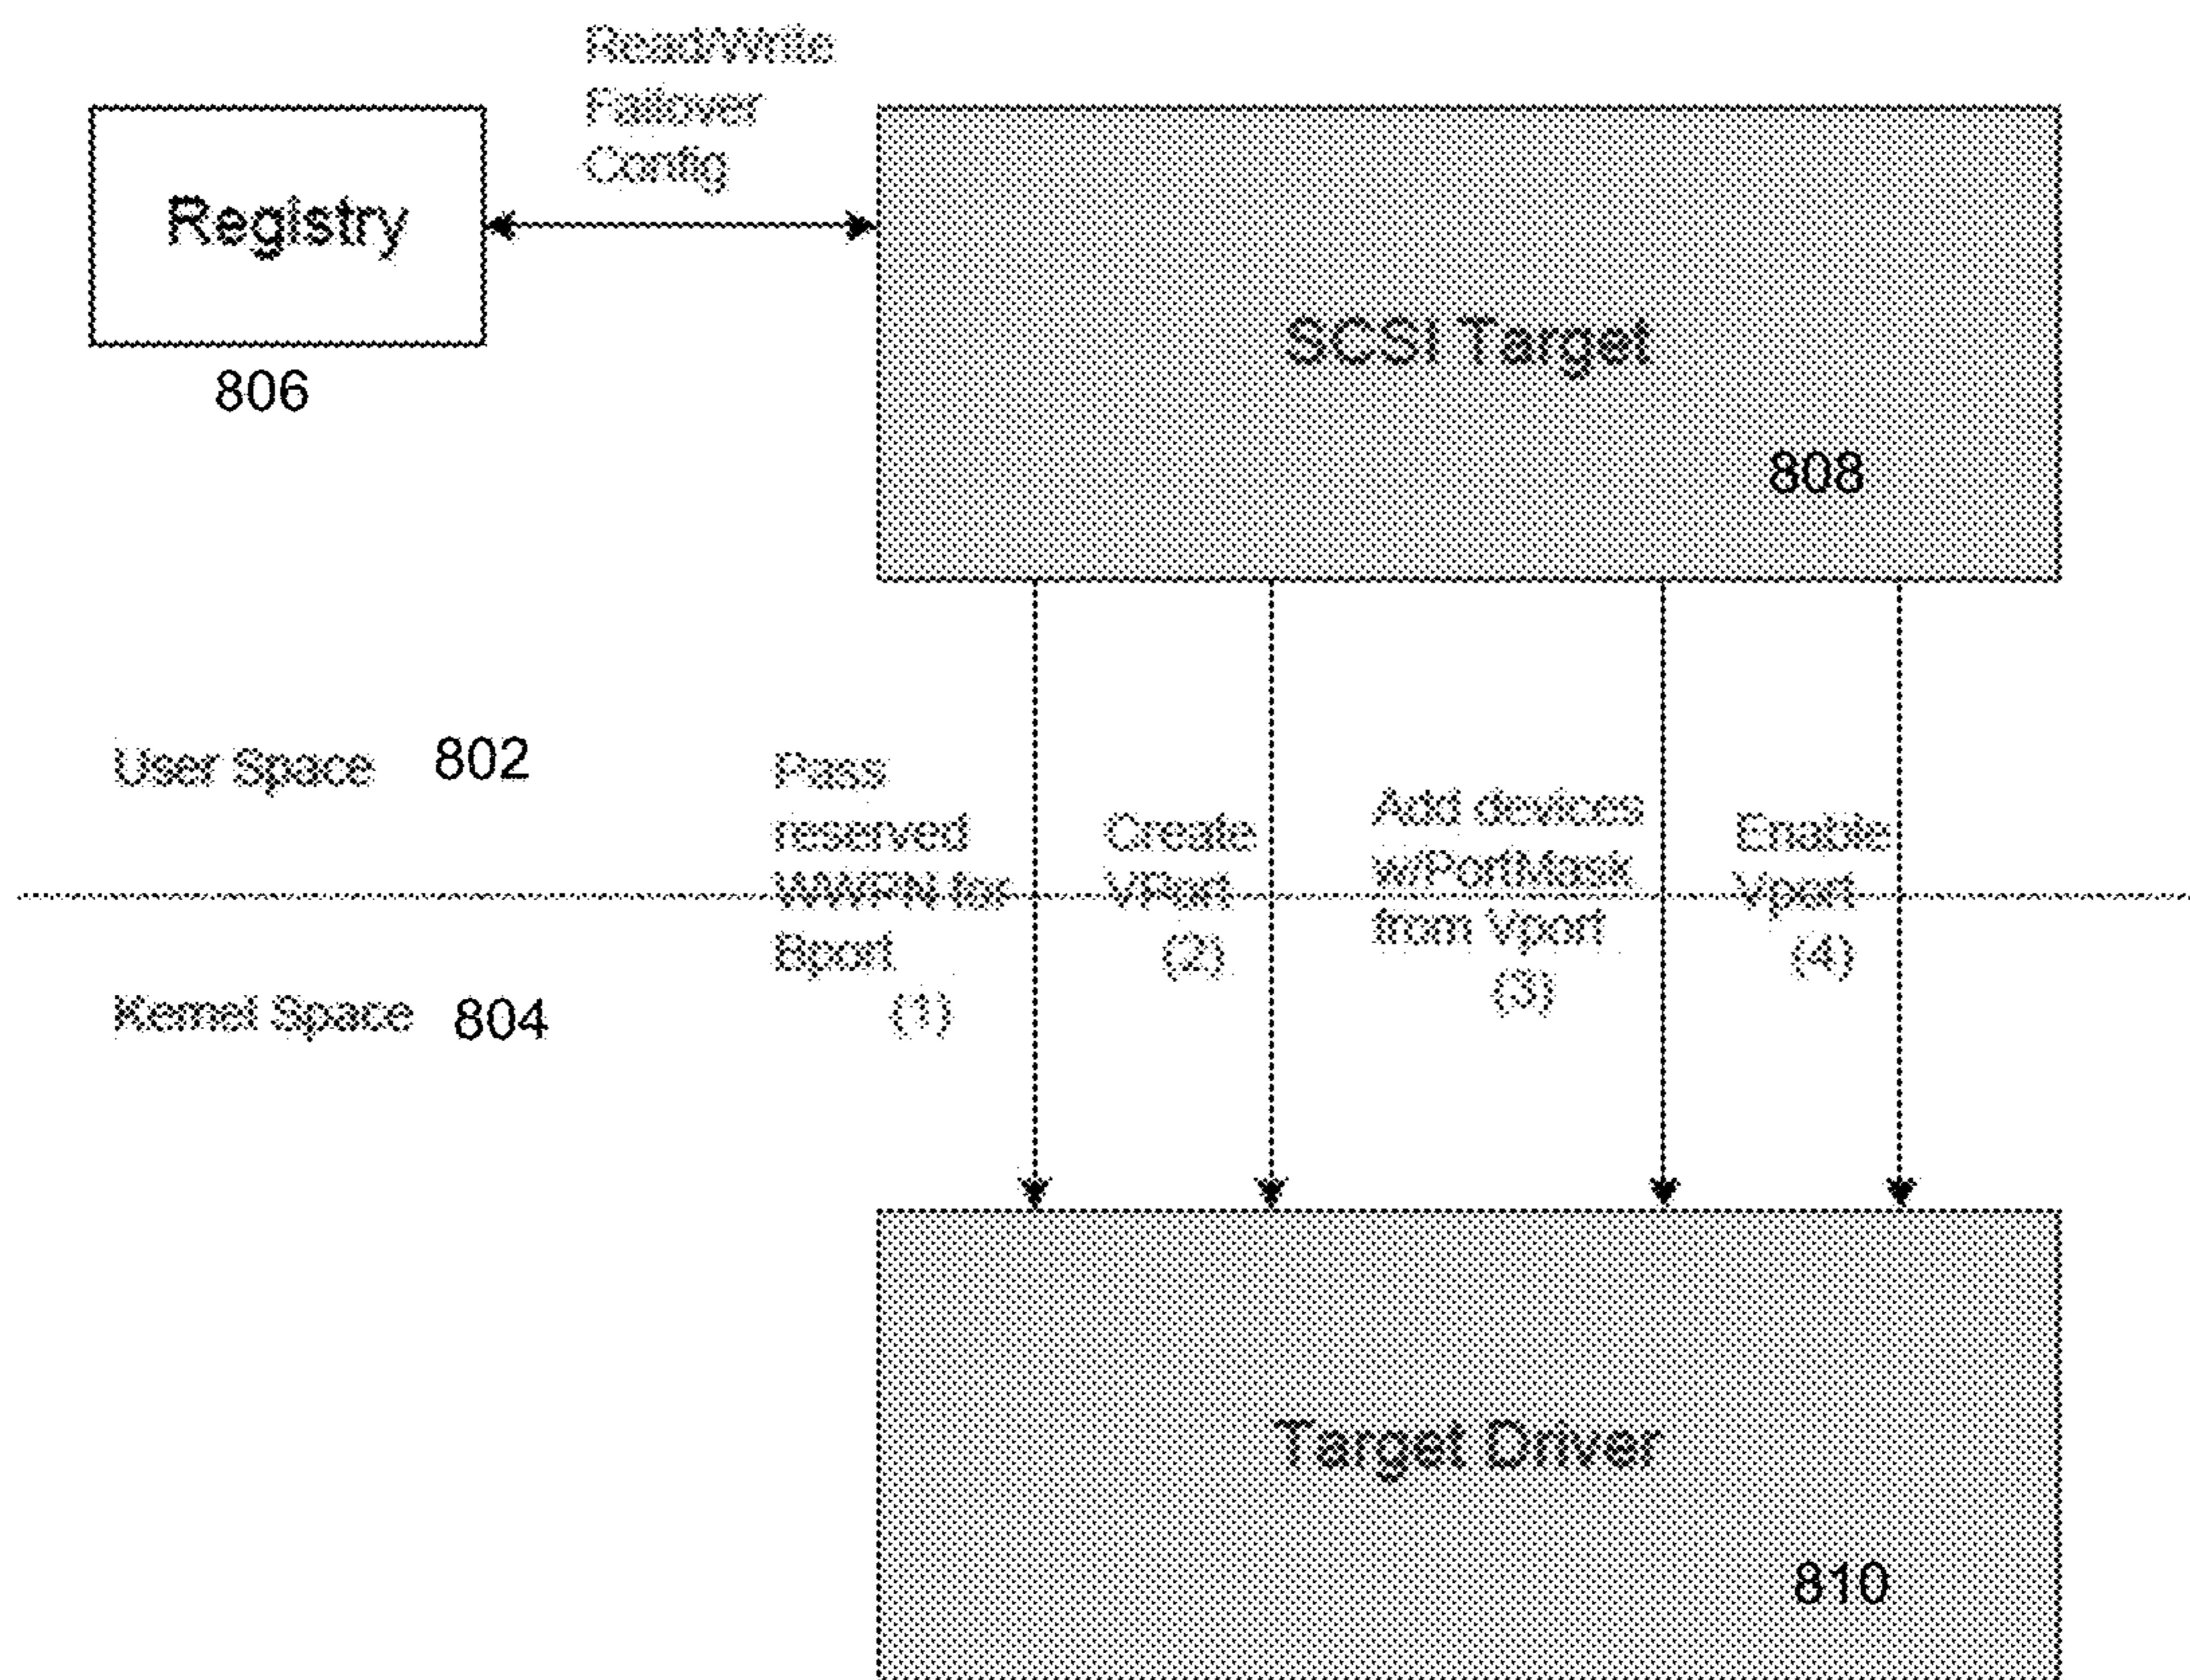 Read/Write
Failover
Config
Registry
806
SCSI Target
808
User Space 802
Kernel Space 804
Pass
reserved
WWPN for
Bport
(1)
Create
VPort
(2)
Add devices
w/PortMask
from Vport
(3)
Enable
Vport
(4)
Target Driver
810